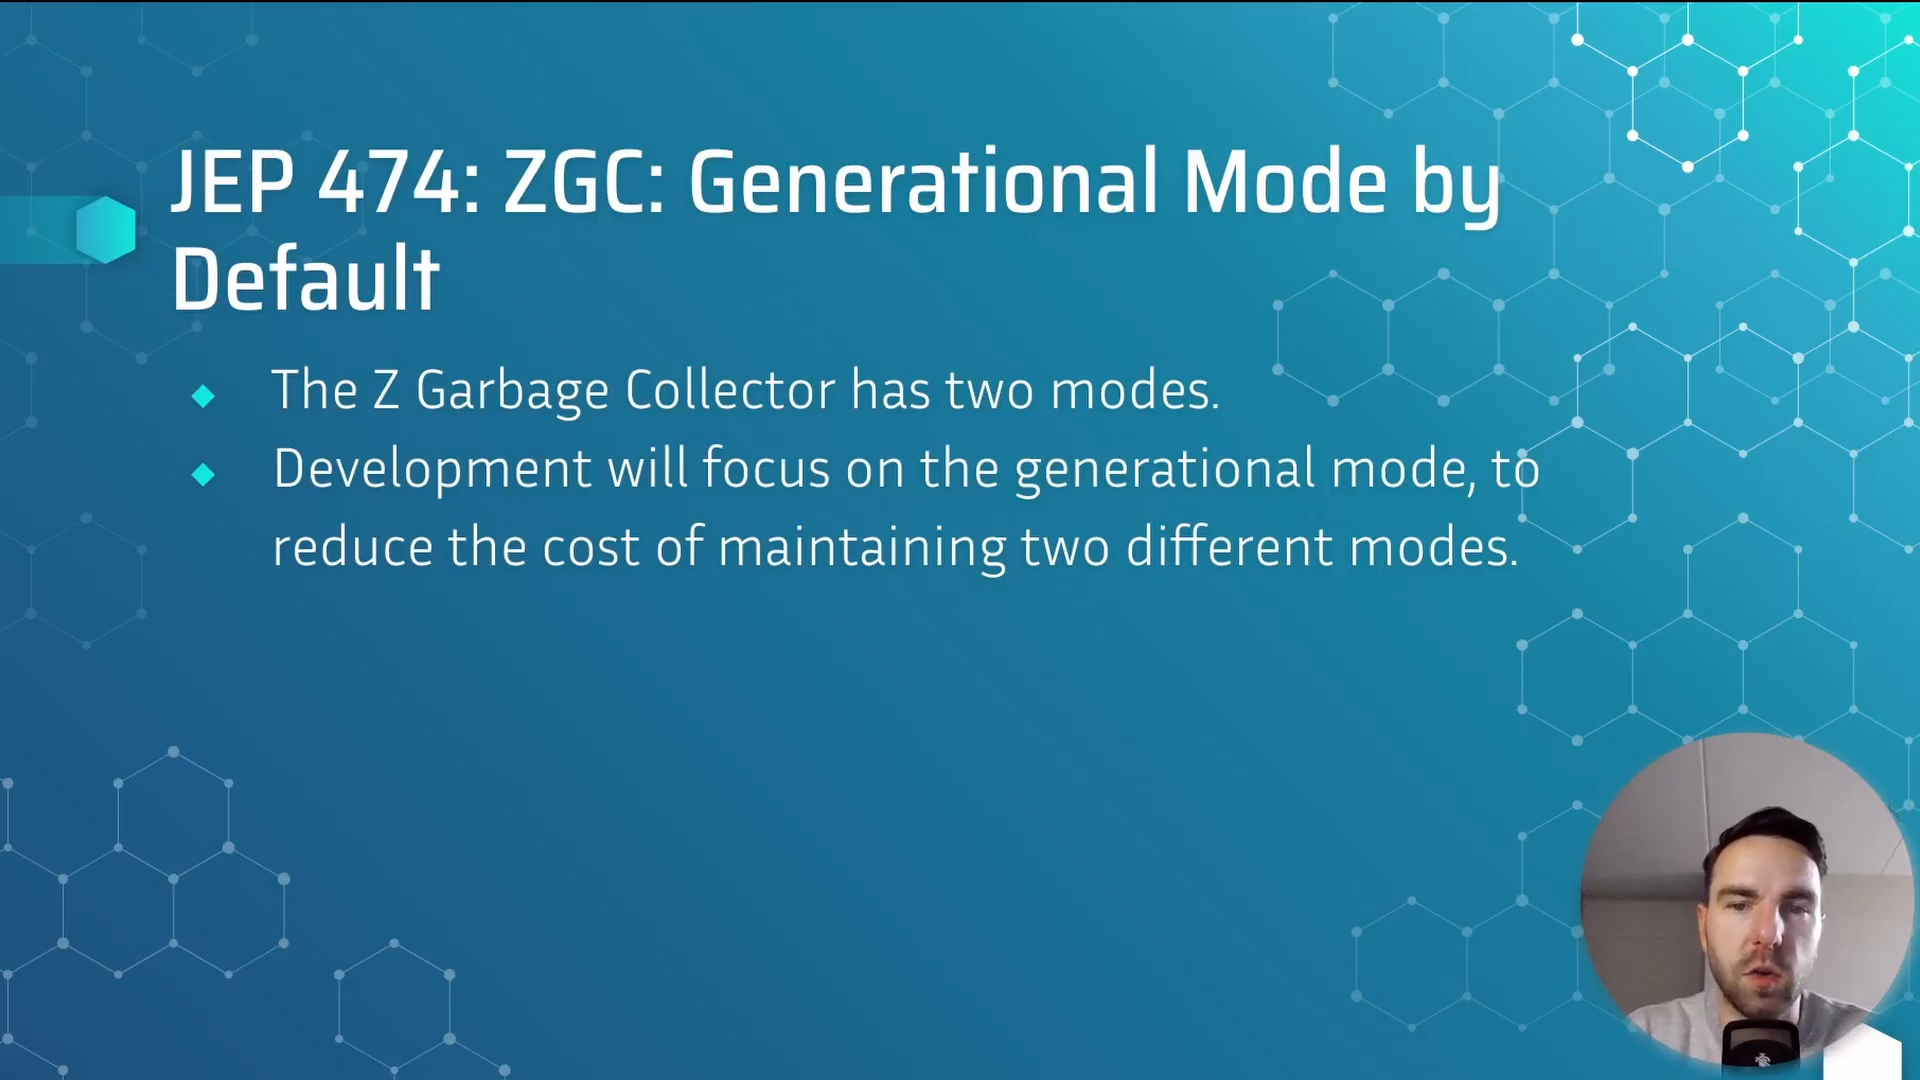 JEP 474: ZGC: Generational Mode by
Default
The Z Garbage Collector has two modes.
Development will focus on the generational mode, to
reduce the cost of maintaining two different modes.